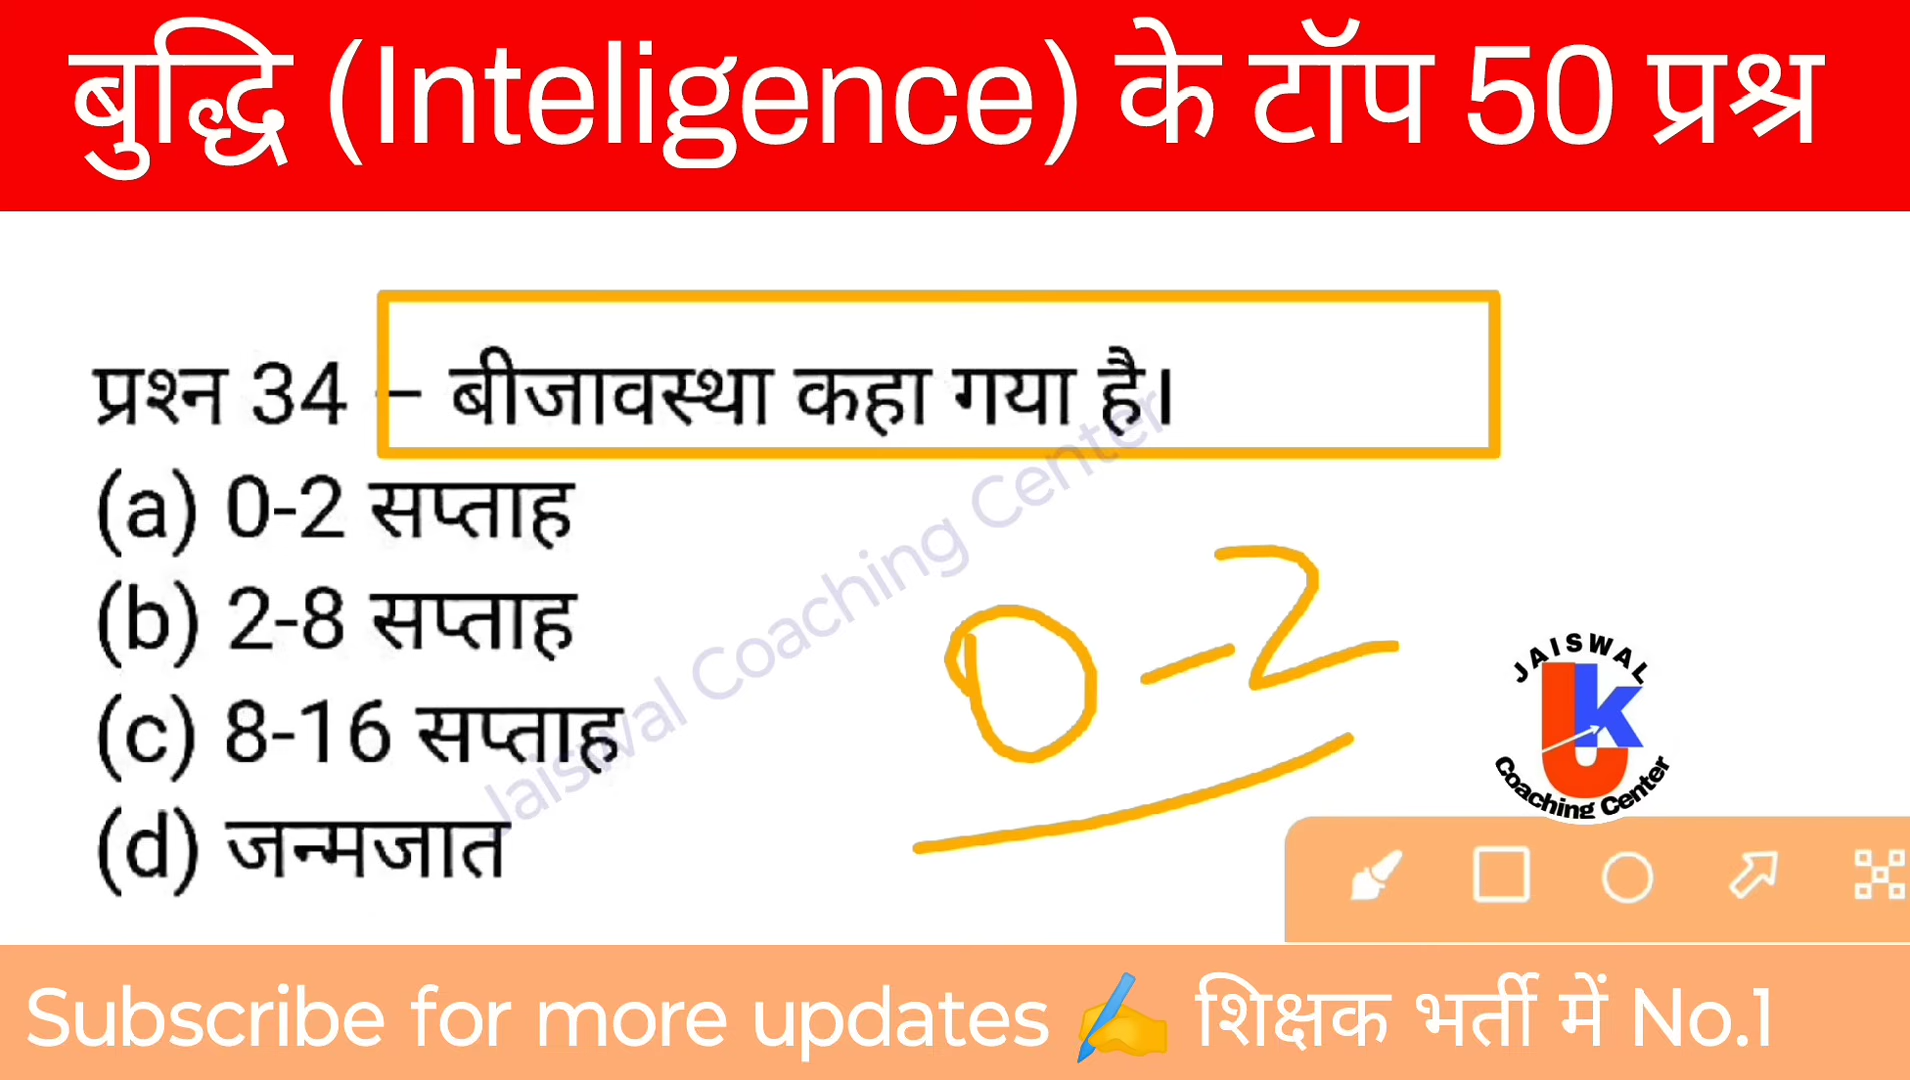 बुद्धि (Inteligence) के टॉप 50 प्रश्न
प्रश्न 34 – बीजावस्था कहा गया है।
(a) 0-2 सप्ताह
(b) 2-8 सप्ताह
(c) 8-16 सप्ताह
(d) जन्मजात
0-2
Jaiswal Coaching Center
JAISWAL
JK
Coaching Center
Subscribe for more updates ✍️ शिक्षक भर्ती में No.1